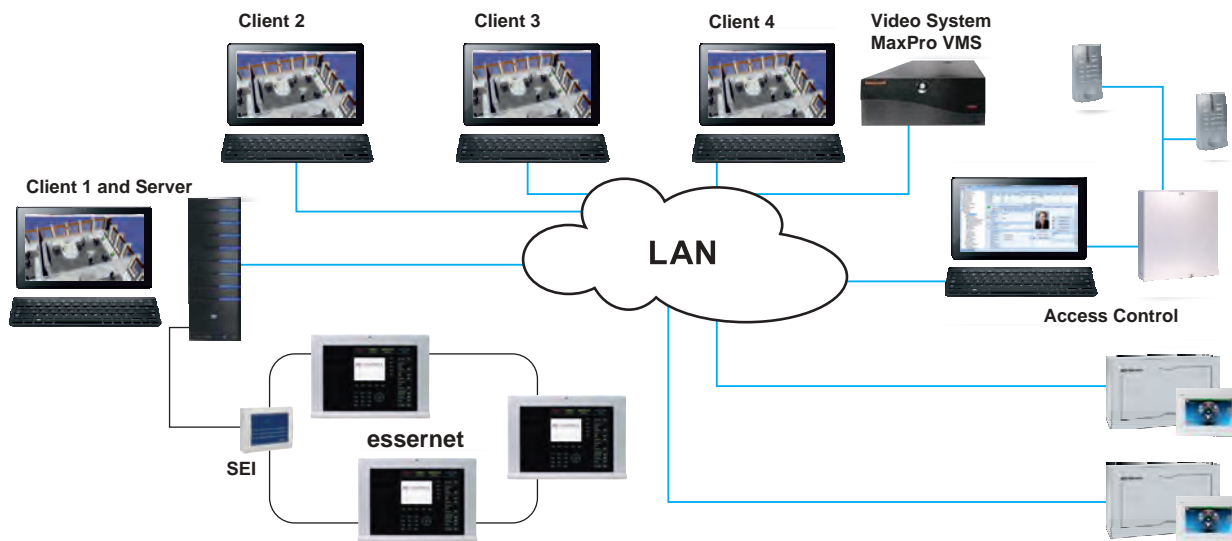 Client 2
Client 3
Client 4
Video System
MaxPro VMS
Client 1 and Server
LAN
Access Control
essernet
SEI